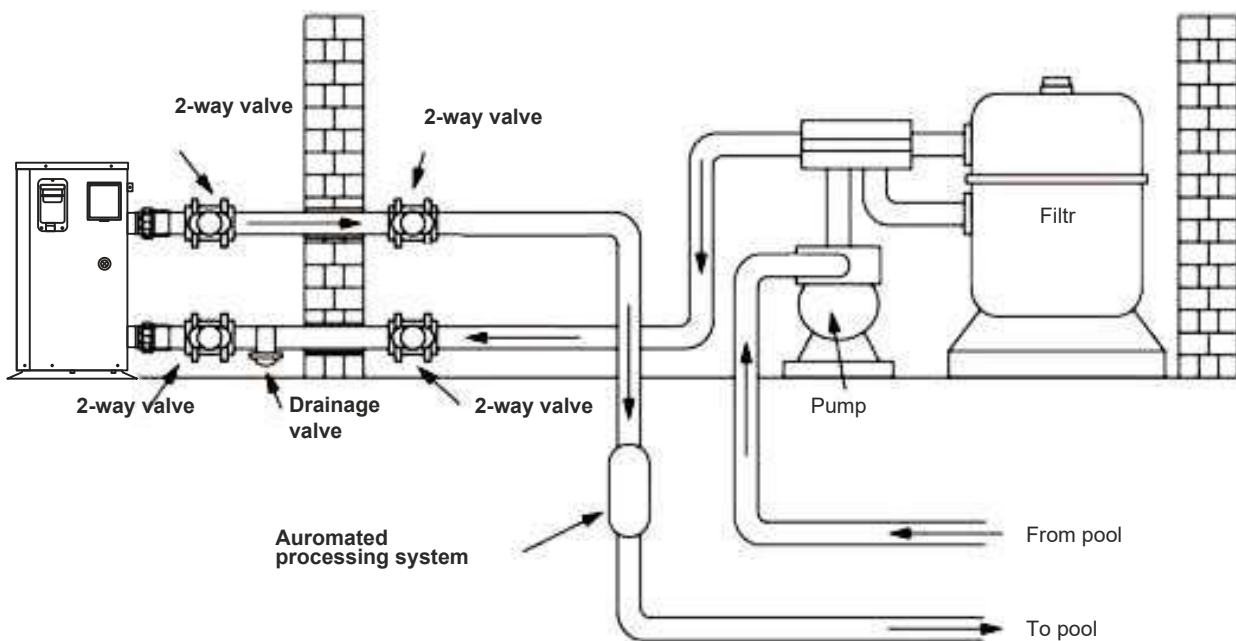 2-way valve
2-way valve
Filtr
2-way valve
Drainage
valve
2-way valve
Pump
Auromated
processing system
From pool
To pool